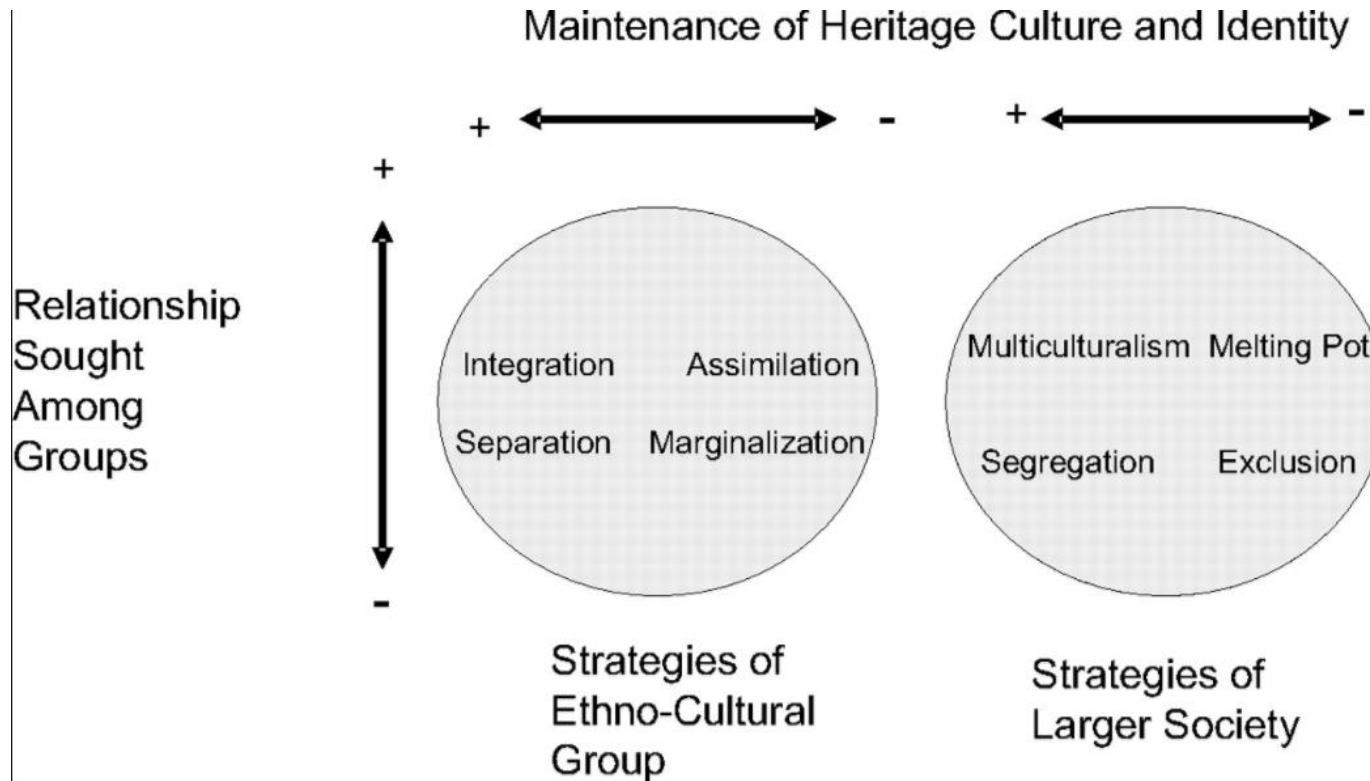 Maintenance of Heritage Culture and Identity
+ - + -
+
Relationship
Sought
Among
Groups
-
Integration Assimilation
Separation Marginalization
Multiculturalism Melting Pot
Segregation Exclusion
Strategies of
Ethno-Cultural
Group
Strategies of
Larger Society